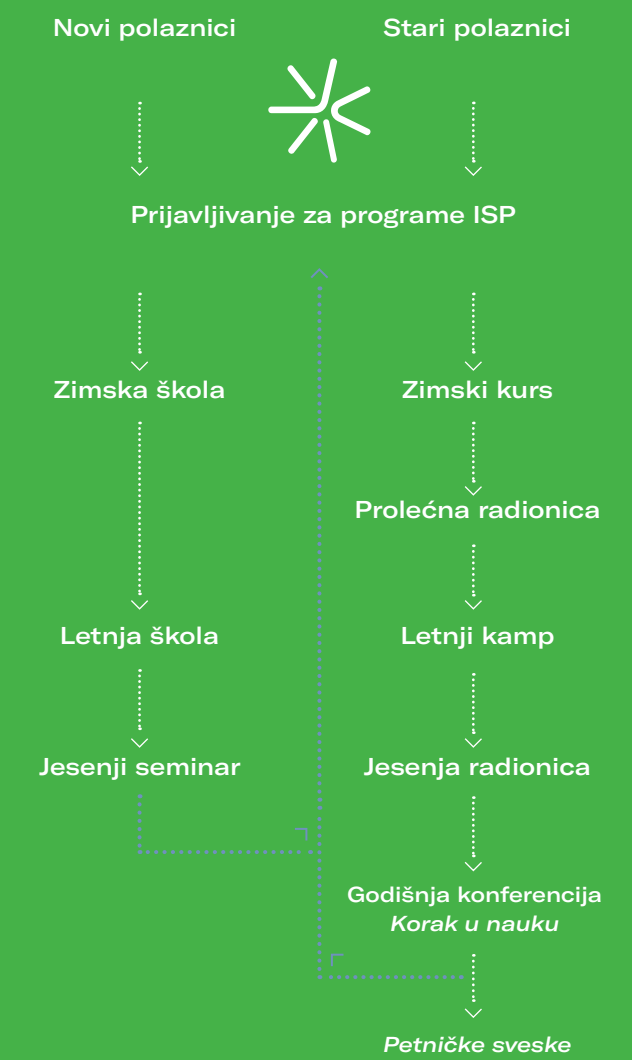 Novi polaznici
Stari polaznici
Prijavljivanje za programe ISP
Zimska škola
Zimski kurs
Prolećna radionica
Letnja škola
Letnji kamp
Jesenji seminar
Jesenja radionica
Godišnja konferencija
Korak u nauku
Petničke sveske